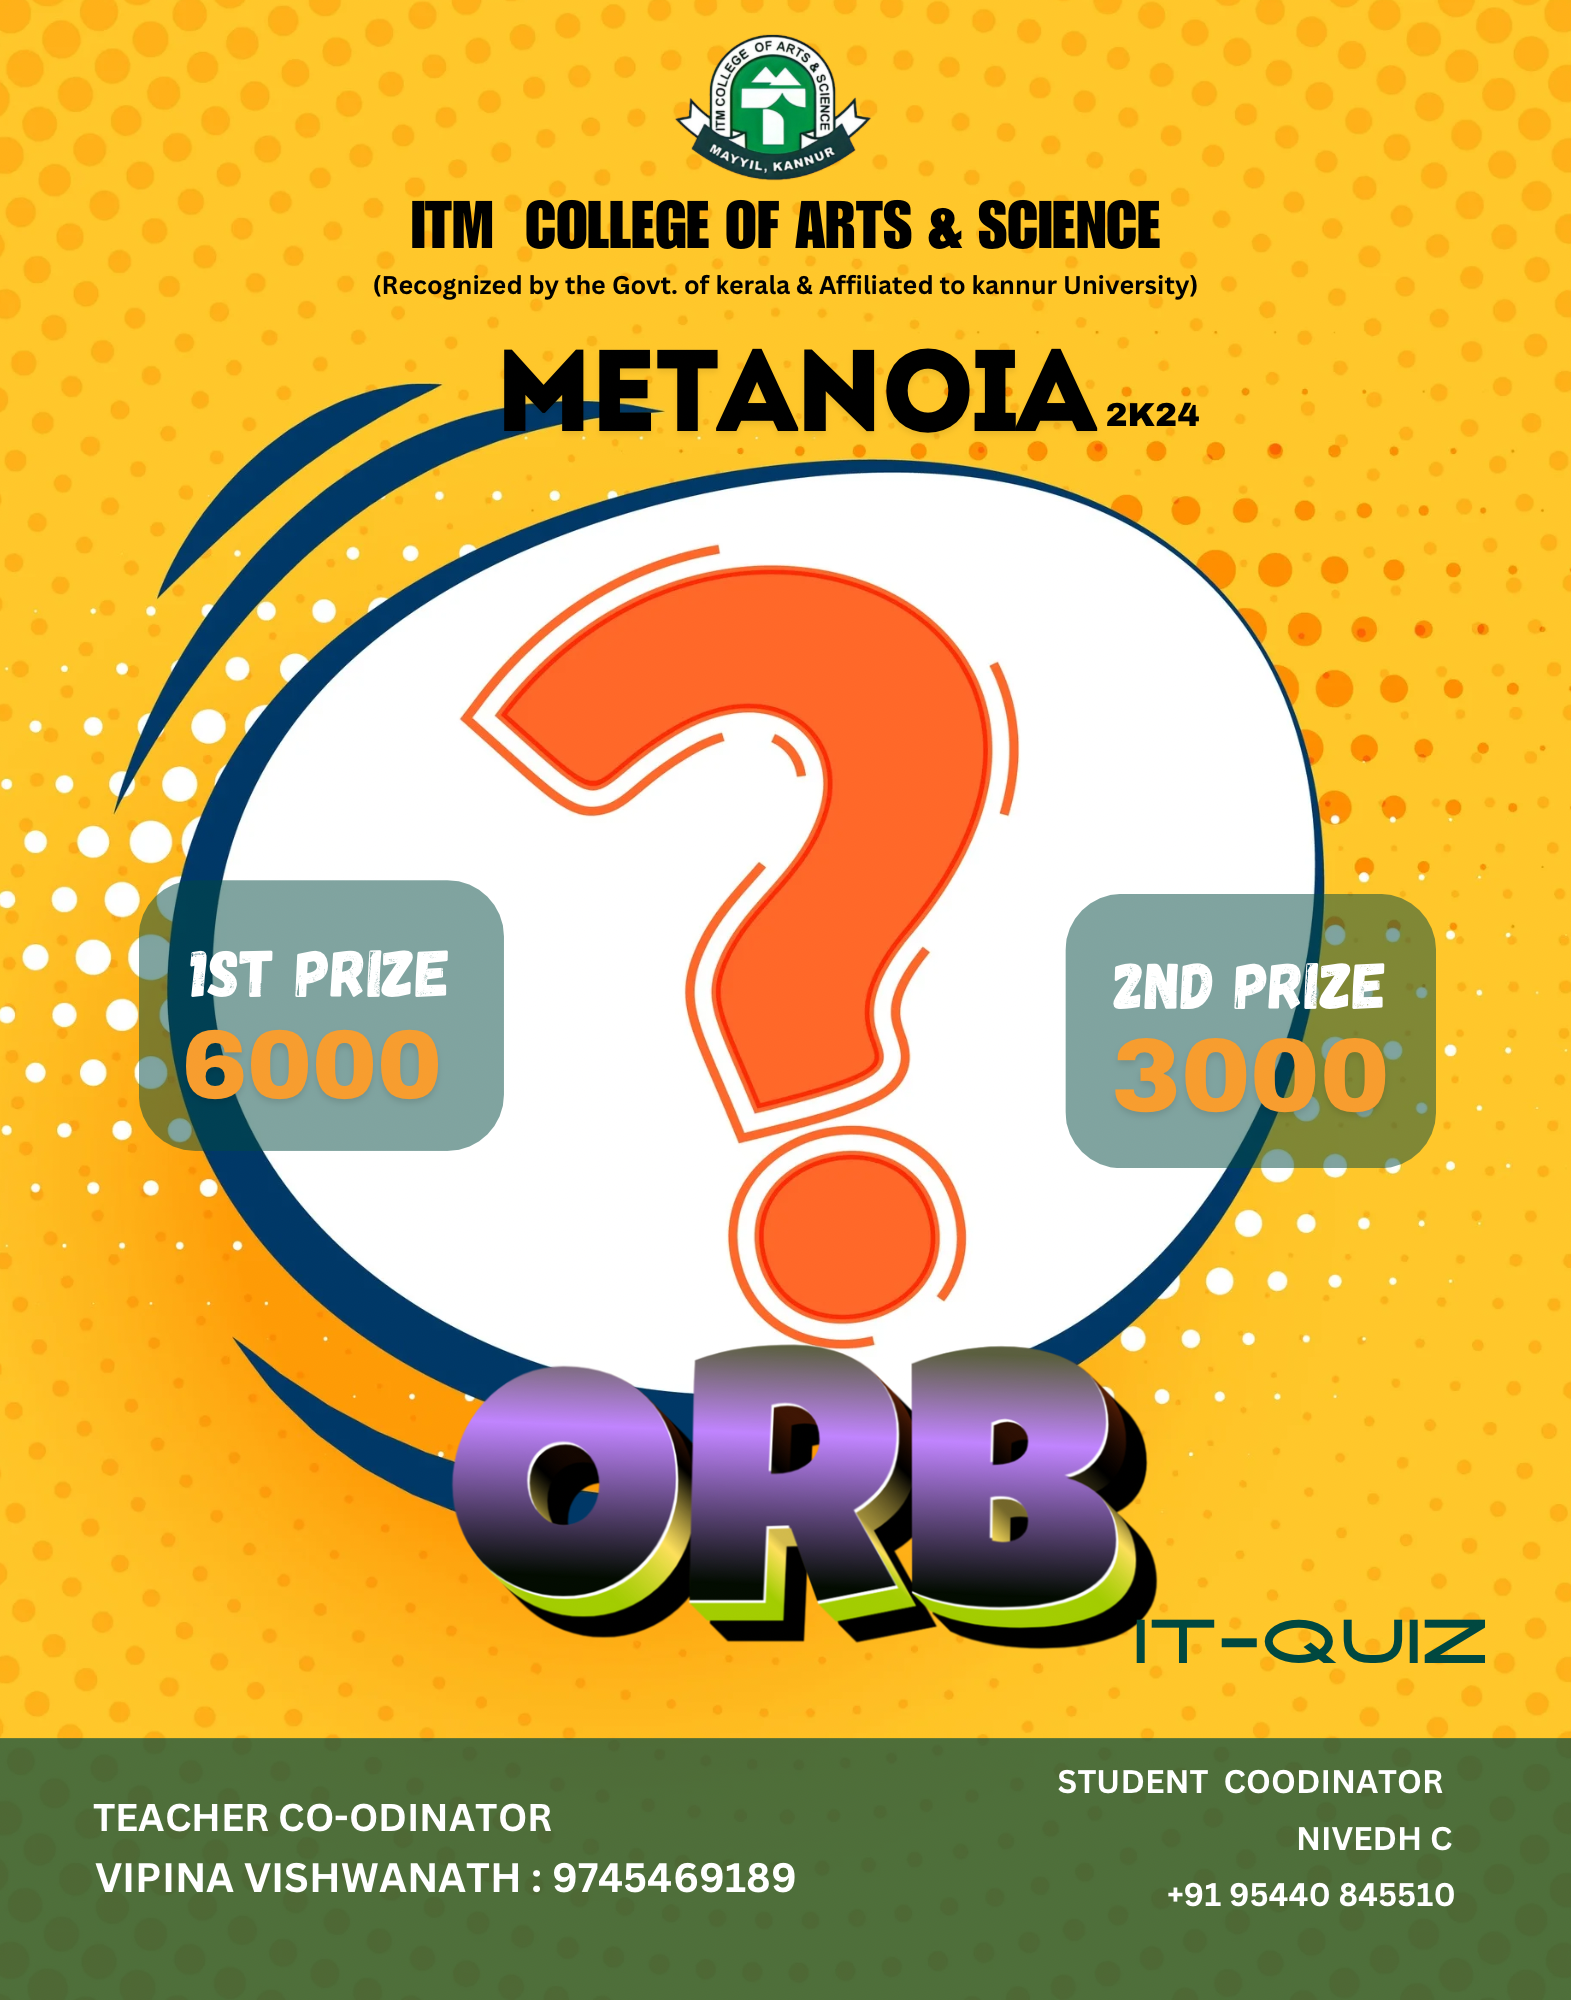 ITM COLLEGE OF ARTS & SCIENCE
MAYYIL, KANNUR
ITM COLLEGE OF ARTS & SCIENCE
(Recognized by the Govt. of kerala & Affiliated to kannur University)
METANOIA 2K24
?
1ST PRIZE
6000
2ND PRIZE
3000
ORB
IT-QUIZ
TEACHER CO-ODINATOR
VIPINA VISHWANATH : 9745469189
STUDENT COODINATOR
NIVEDH C
+91 95440 845510